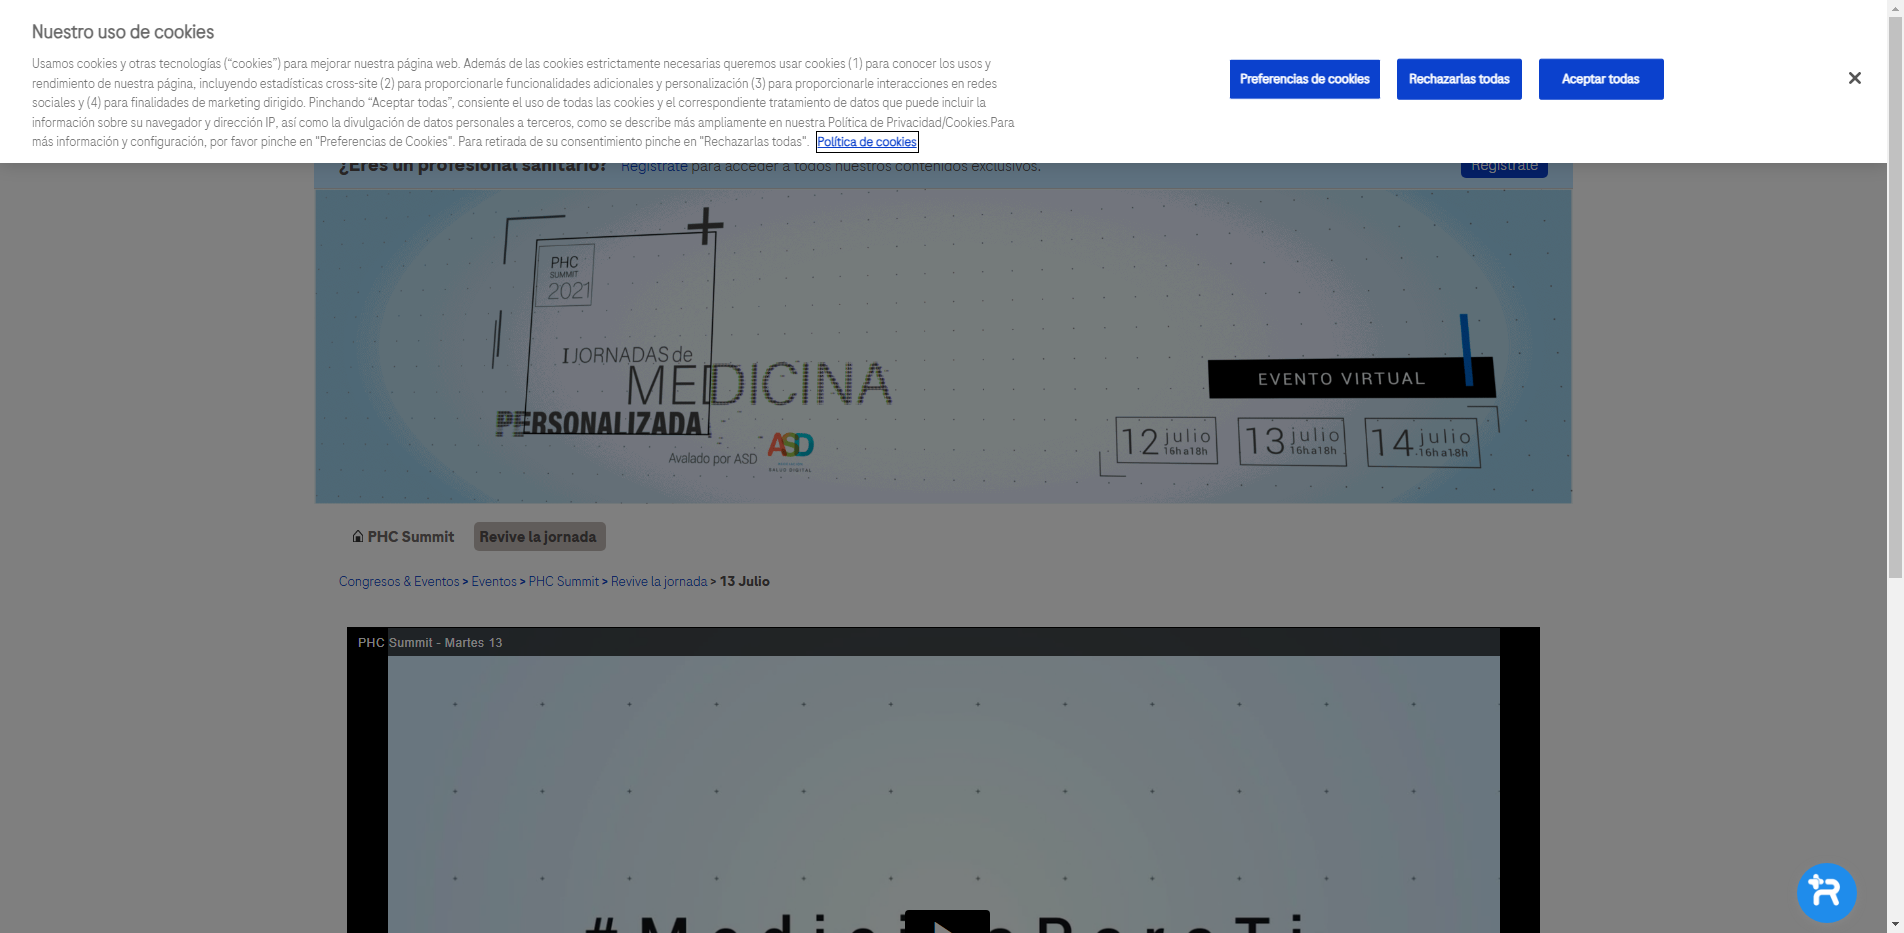 Nuestro uso de cookies
Usamos cookies y otras tecnologías (“cookies”) para mejorar nuestra página web. Además de las cookies estrictamente necesarias queremos usar cookies (1) para conocer los usos y
rendimiento de nuestra página, incluyendo estadísticas cross-site (2) para proporcionarle funcionalidades adicionales y personalización (3) para proporcionarle interacciones en redes
sociales y (4) para finalidades de marketing dirigido. Pinchando “Aceptar todas”, consiente el uso de todas las cookies y el correspondiente tratamiento de datos que puede incluir la
información sobre su navegador y dirección IP, así como la divulgación de datos personales a terceros, como se describe más ampliamente en nuestra Política de Privacidad/Cookies.Para
más información y configuración, por favor pinche en "Preferencias de Cookies". Para retirada de su consentimiento pinche en "Rechazarlas todas". Política de cookies
Preferencias de cookies
Rechazarlas todas
Aceptar todas
¿Eres un profesional sanitario? Regístrate para acceder a todos nuestros contenidos exclusivos.
Regístrate
PHC
SUMMIT
2021
I JORNADAS de
MEDICINA
PERSONALIZADA
Avalado por ASD
ASD
SALUD DIGITAL
EVENTO VIRTUAL
12 julio
16h a 18h
13 julio
16h a 18h
14 julio
16h a 18h
PHC Summit
Revive la jornada
Congresos & Eventos > Eventos > PHC Summit > Revive la jornada > 13 Julio
PHC Summit - Martes 13
#MedicinaParaTi